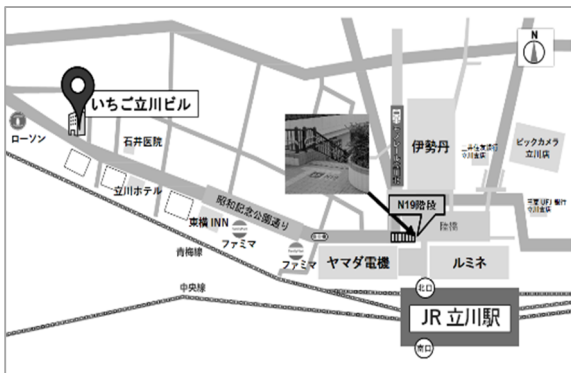 N
いちご立川ビル
ローソン
石井医院
立川ホテル
昭和記念公園通り
東横 INN
ファミマ
青梅線
ファミマ
中央線
伊勢丹
ビックカメラ
立川店
N19階段
陸橋
ヤマダ電機
ルミネ
北口
JR 立川駅
南口